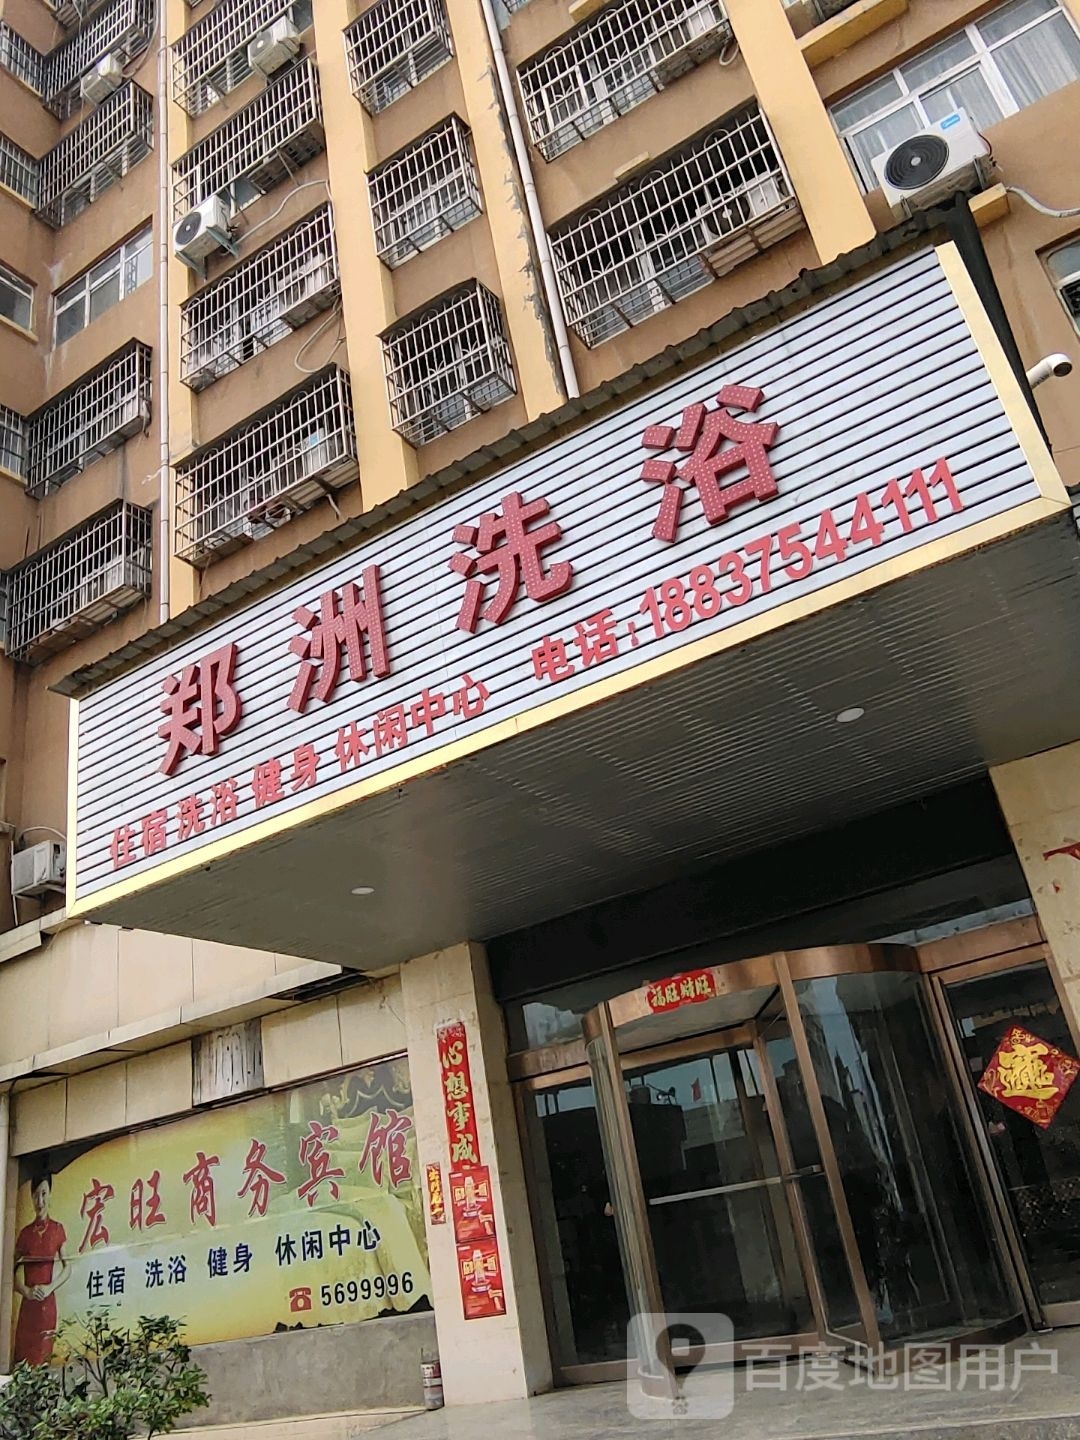 郑洲洗浴
住宿 洗浴 健身 休闲中心 电话:18837544111
福旺财旺
心想事成
宏旺商务宾馆
住宿 洗浴 健身 休闲中心
☎5699996
百度地图用户